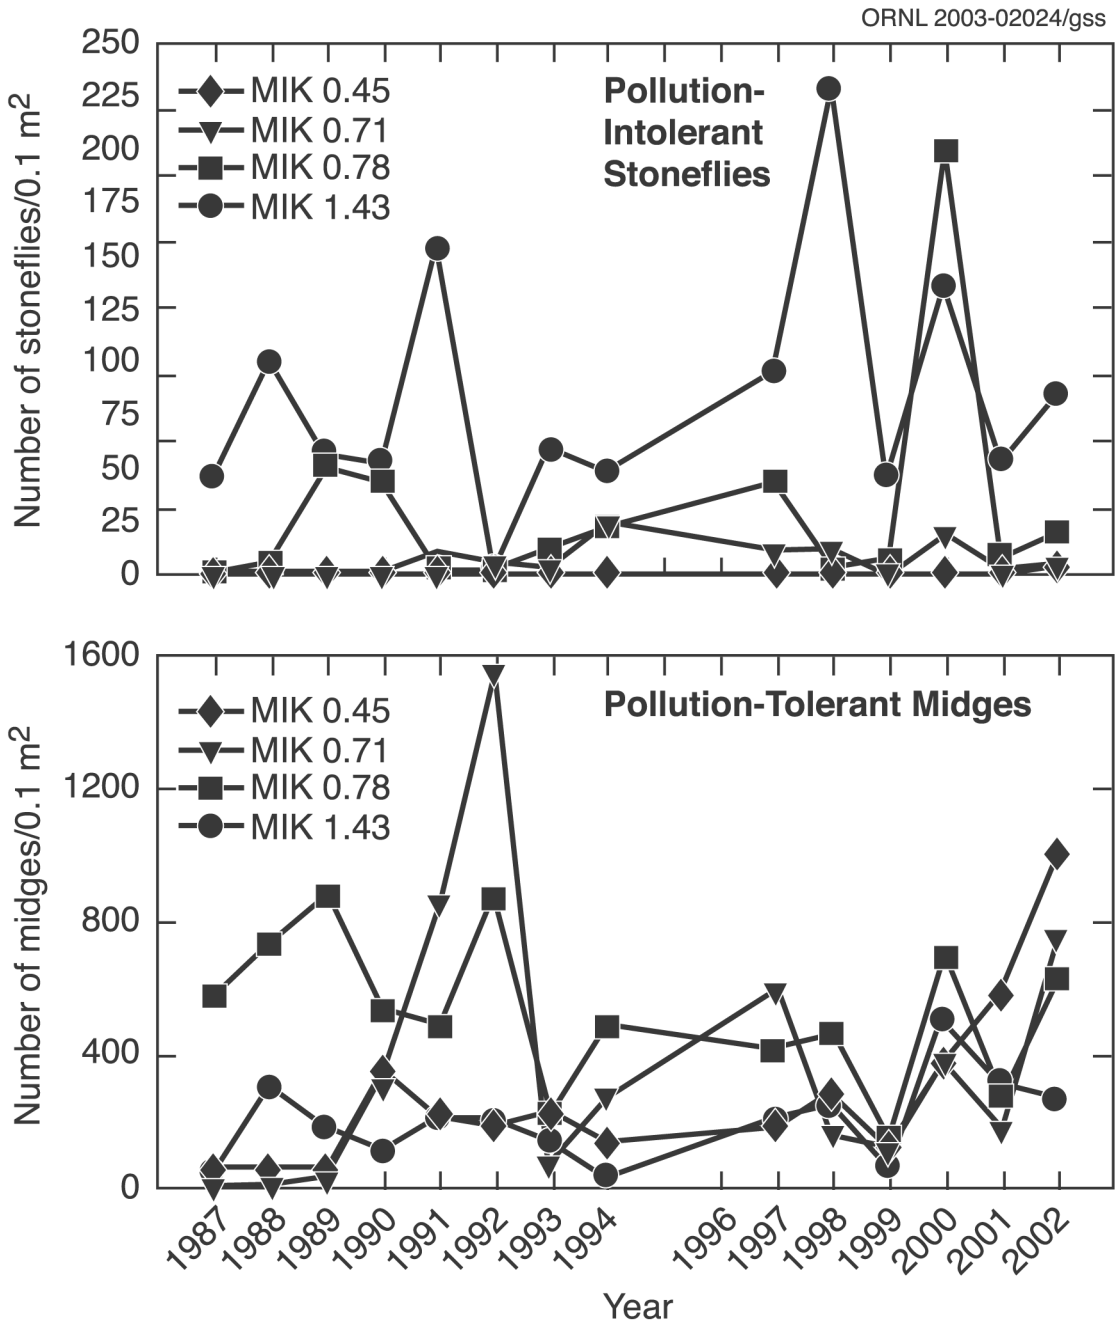 ORNL 2003-02024/gss
250
225
200
175
150
125
100
75
50
25
0
Number of stoneflies/0.1 m²
MIK 0.45
MIK 0.71
MIK 0.78
MIK 1.43
Pollution-
Intolerant
Stoneflies
1600
1200
800
400
0
Number of midges/0.1 m²
MIK 0.45
MIK 0.71
MIK 0.78
MIK 1.43
Pollution-Tolerant Midges
1987 1988 1989 1990 1991 1992 1993 1994 1996 1997 1998 1999 2000 2001 2002
Year